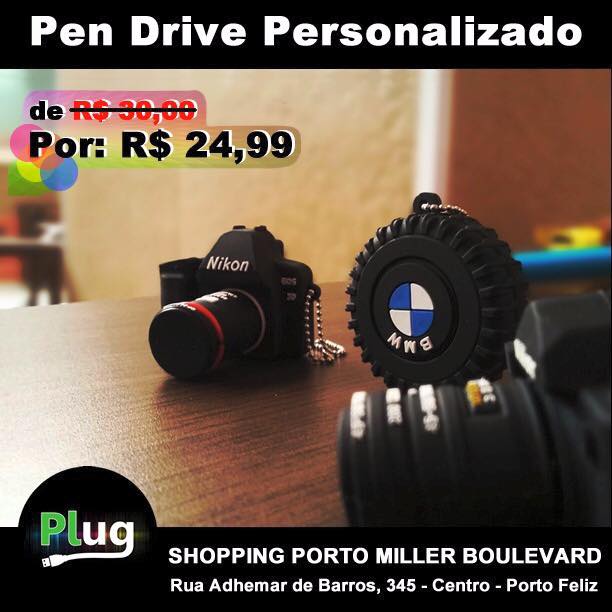 Pen Drive Personalizado
de R$ 30,00
Por: R$ 24,99
Nikon
BMW
Plug
SHOPPING PORTO MILLER BOULEVARD
Rua Adhemar de Barros, 345 - Centro - Porto Feliz